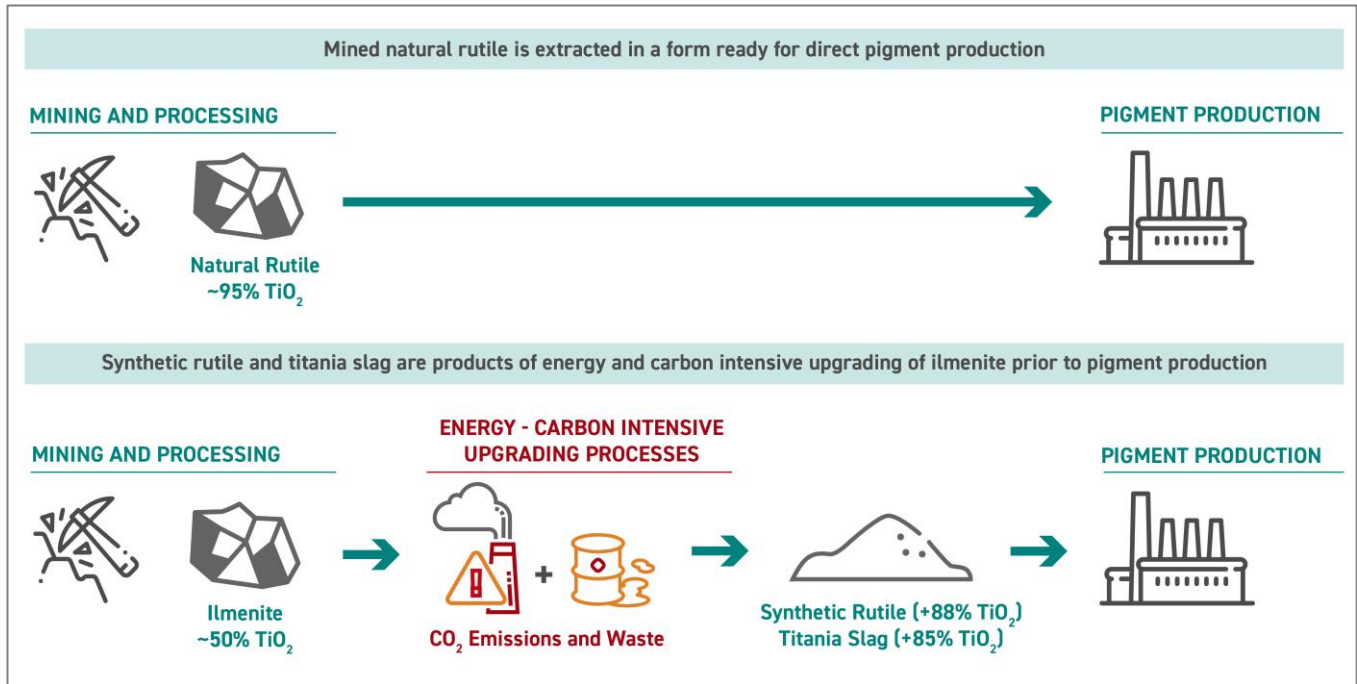 Mined natural rutile is extracted in a form ready for direct pigment production
MINING AND PROCESSING
PIGMENT PRODUCTION
Natural Rutile
~95% TiO₂
Synthetic rutile and titania slag are products of energy and carbon intensive upgrading of ilmenite prior to pigment production
ENERGY - CARBON INTENSIVE
UPGRADING PROCESSES
MINING AND PROCESSING
PIGMENT PRODUCTION
Ilmenite
~50% TiO₂
+
CO₂ Emissions and Waste
Synthetic Rutile (+88% TiO₂)
Titania Slag (+85% TiO₂)